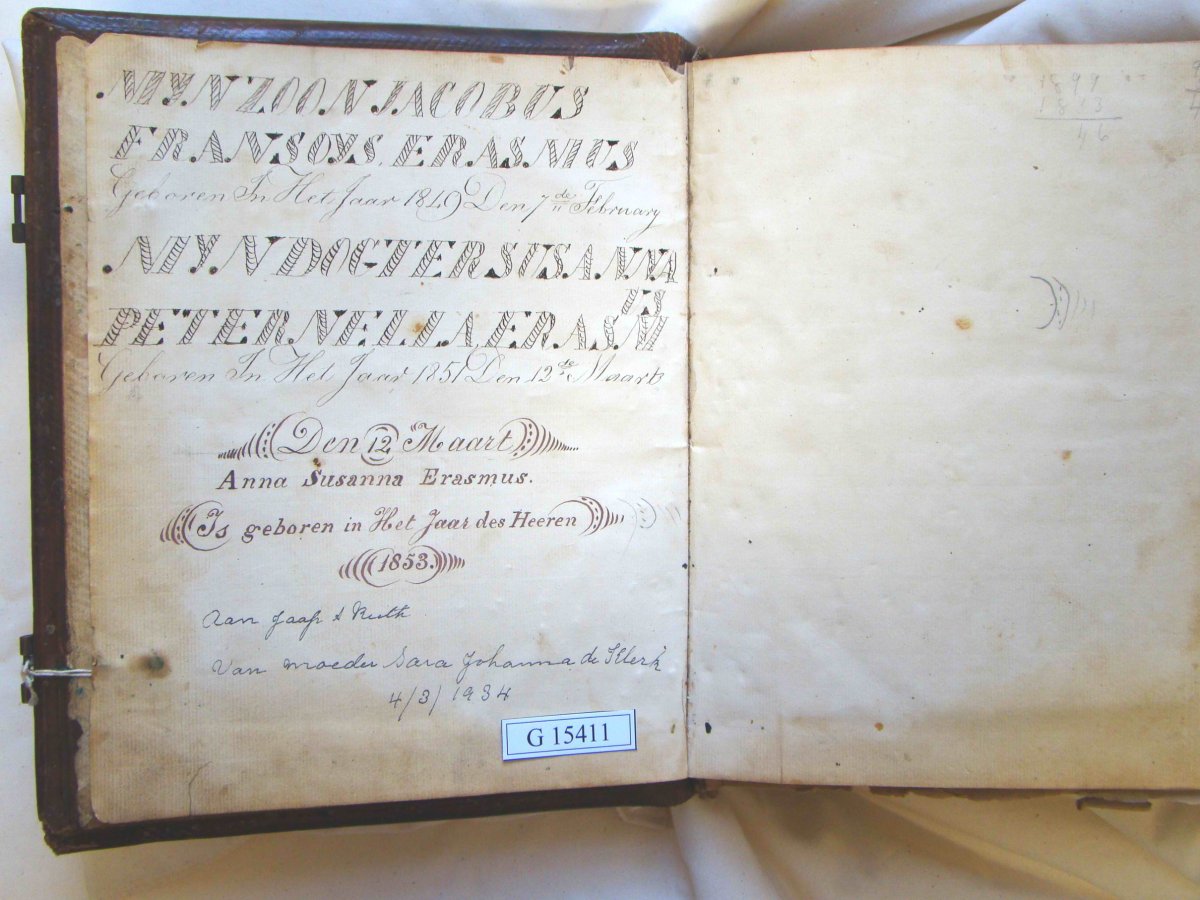 MYN ZOON JACOBUS
FRANSOYS ERASMUS
Geboren In Het Jaar 1849 Den 7de February
MYN DOGTER SUSANNA
PETERNELLA ERASMUS
Geboren In Het Jaar 1851 Den 12de Maart
Den 12 Maart
Anna Susanna Erasmus.
Is geboren in Het Jaar des Heeren
1853.
Aan Jaap & Ruth.
Van moeder Sara Johanna de Klerk
4/3/1934
G 15411
1899
1813
46